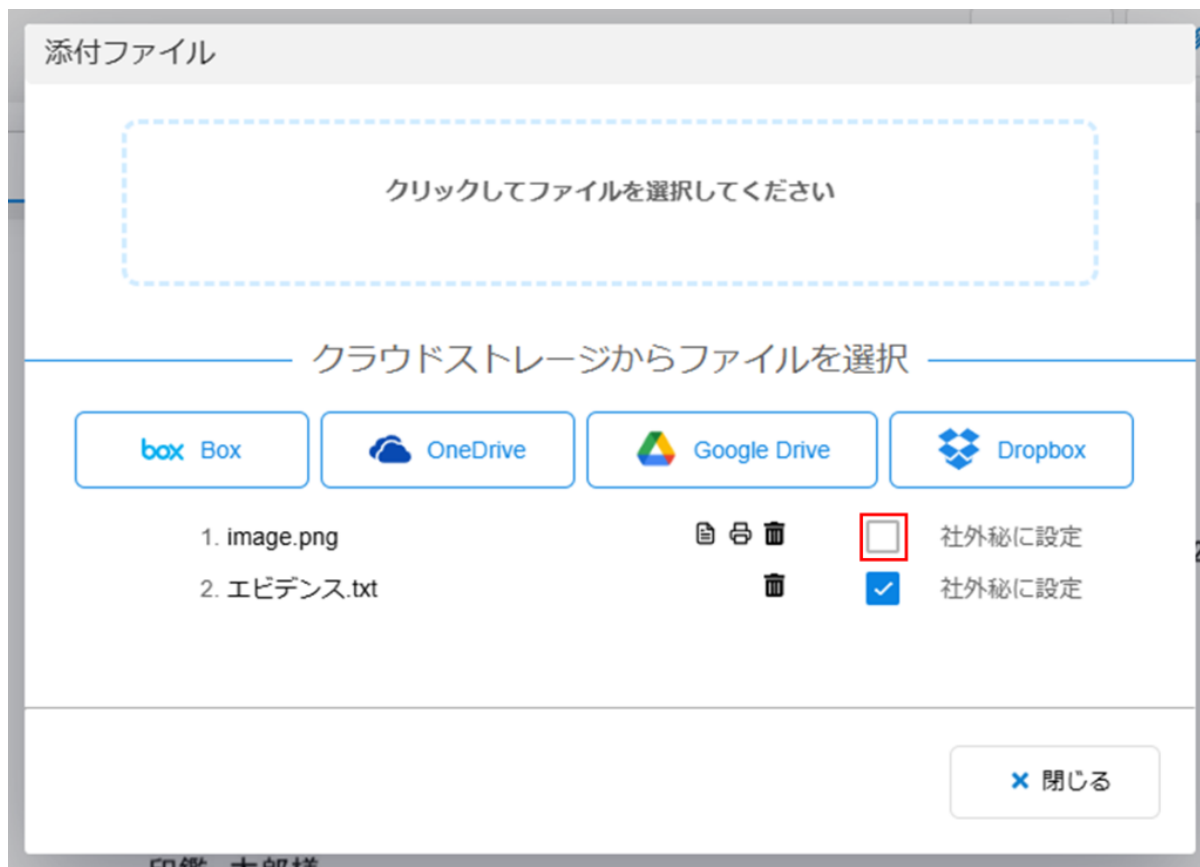 添付ファイル
クリックしてファイルを選択してください
クラウドストレージからファイルを選択
box Box
OneDrive
Google Drive
Dropbox
1. image.png 社外秘に設定
2. エビデンス.txt 社外秘に設定
閉じる